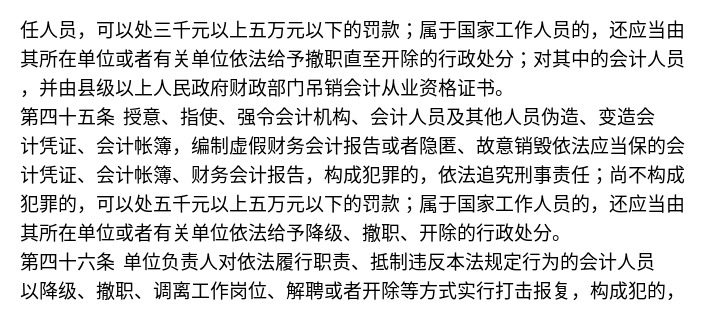 任人员，可以处三千元以上五万元以下的罚款；属于国家工作人员的，还应当由
其所在单位或者有关单位依法给予撤职直至开除的行政处分；对其中的会计人员
，并由县级以上人民政府财政部门吊销会计从业资格证书。
第四十五条 授意、指使、强令会计机构、会计人员及其他人员伪造、变造会
计凭证、会计帐簿，编制虚假财务会计报告或者隐匿、故意销毁依法应当保的会
计凭证、会计帐簿、财务会计报告，构成犯罪的，依法追究刑事责任；尚不构成
犯罪的，可以处五千元以上五万元以下的罚款；属于国家工作人员的，还应当由
其所在单位或者有关单位依法给予降级、撤职、开除的行政处分。
第四十六条 单位负责人对依法履行职责、抵制违反本法规定行为的会计人员
以降级、撤职、调离工作岗位、解聘或者开除等方式实行打击报复，构成犯的，